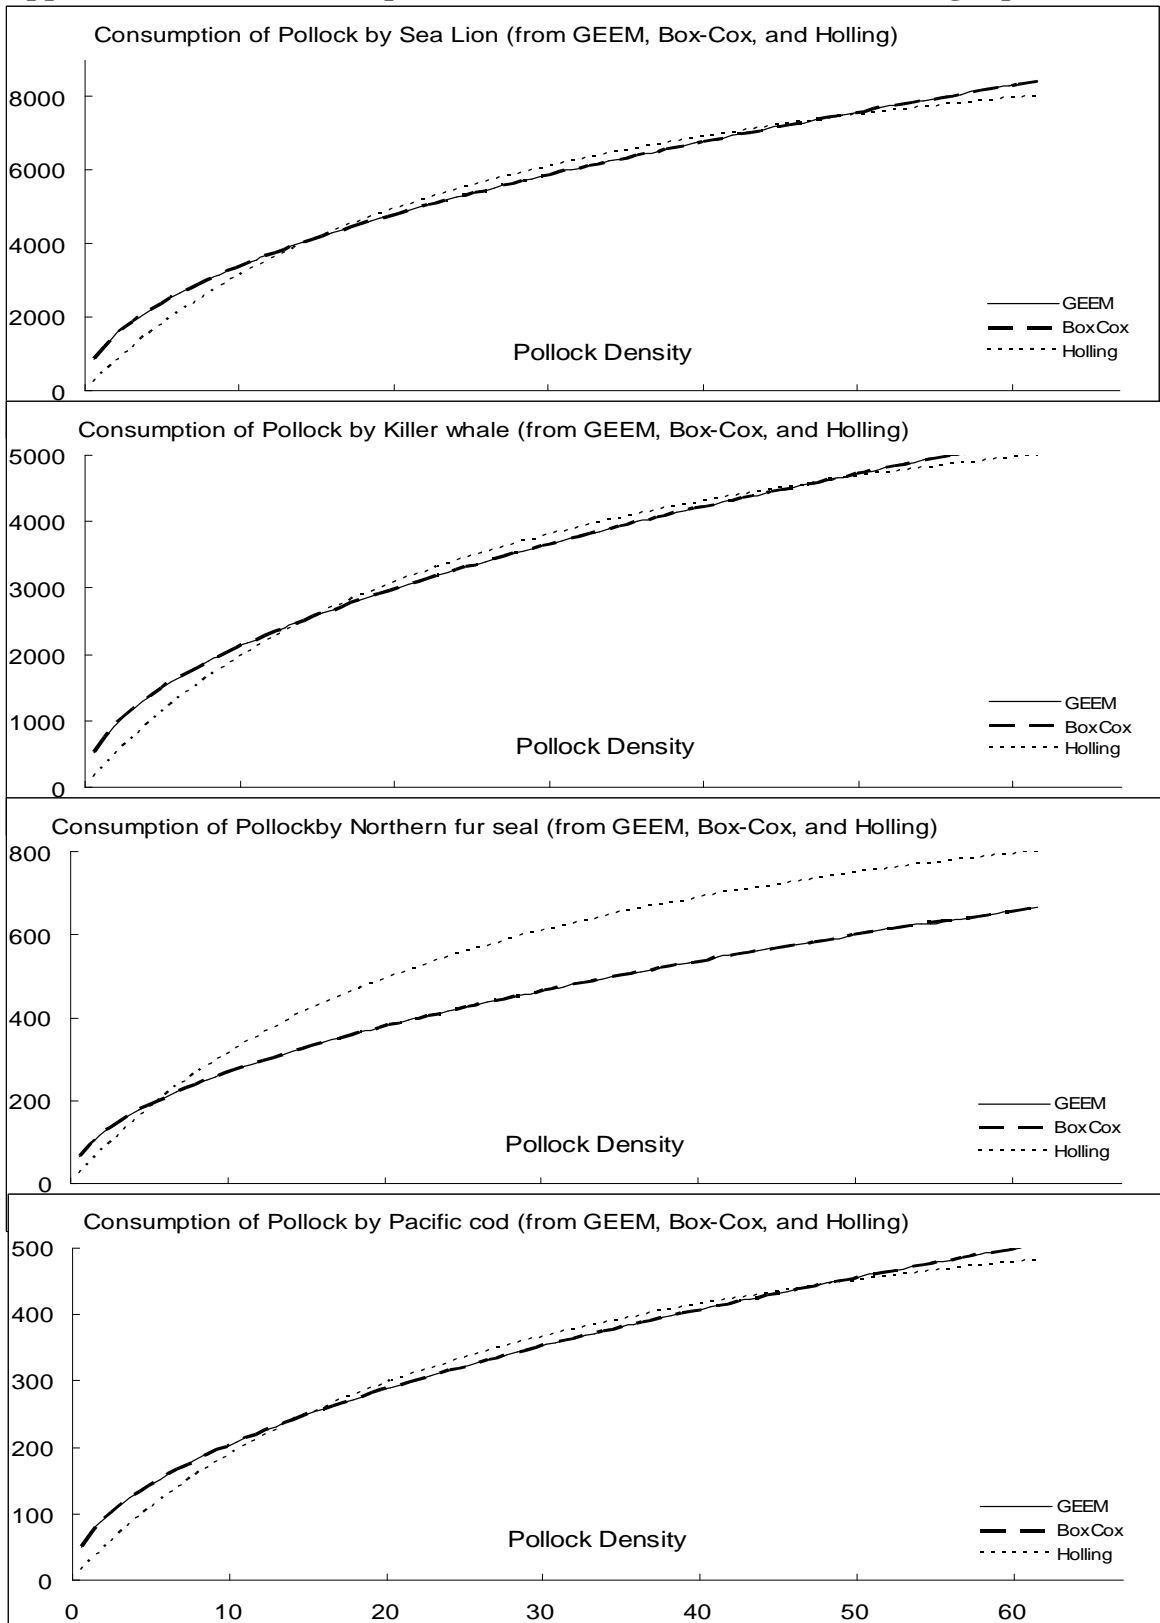 Consumption of Pollock by Sea Lion (from GEEM, Box-Cox, and Holling)
8000
6000
4000
2000
0
GEEM
BoxCox
Holling
Pollock Density
Consumption of Pollock by Killer whale (from GEEM, Box-Cox, and Holling)
5000
4000
3000
2000
1000
0
GEEM
BoxCox
Holling
Pollock Density
Consumption of Pollockby Northern fur seal (from GEEM, Box-Cox, and Holling)
800
600
400
200
0
GEEM
BoxCox
Holling
Pollock Density
Consumption of Pollock by Pacific cod (from GEEM, Box-Cox, and Holling)
500
400
300
200
100
0
GEEM
BoxCox
Holling
Pollock Density
0 10 20 30 40 50 60